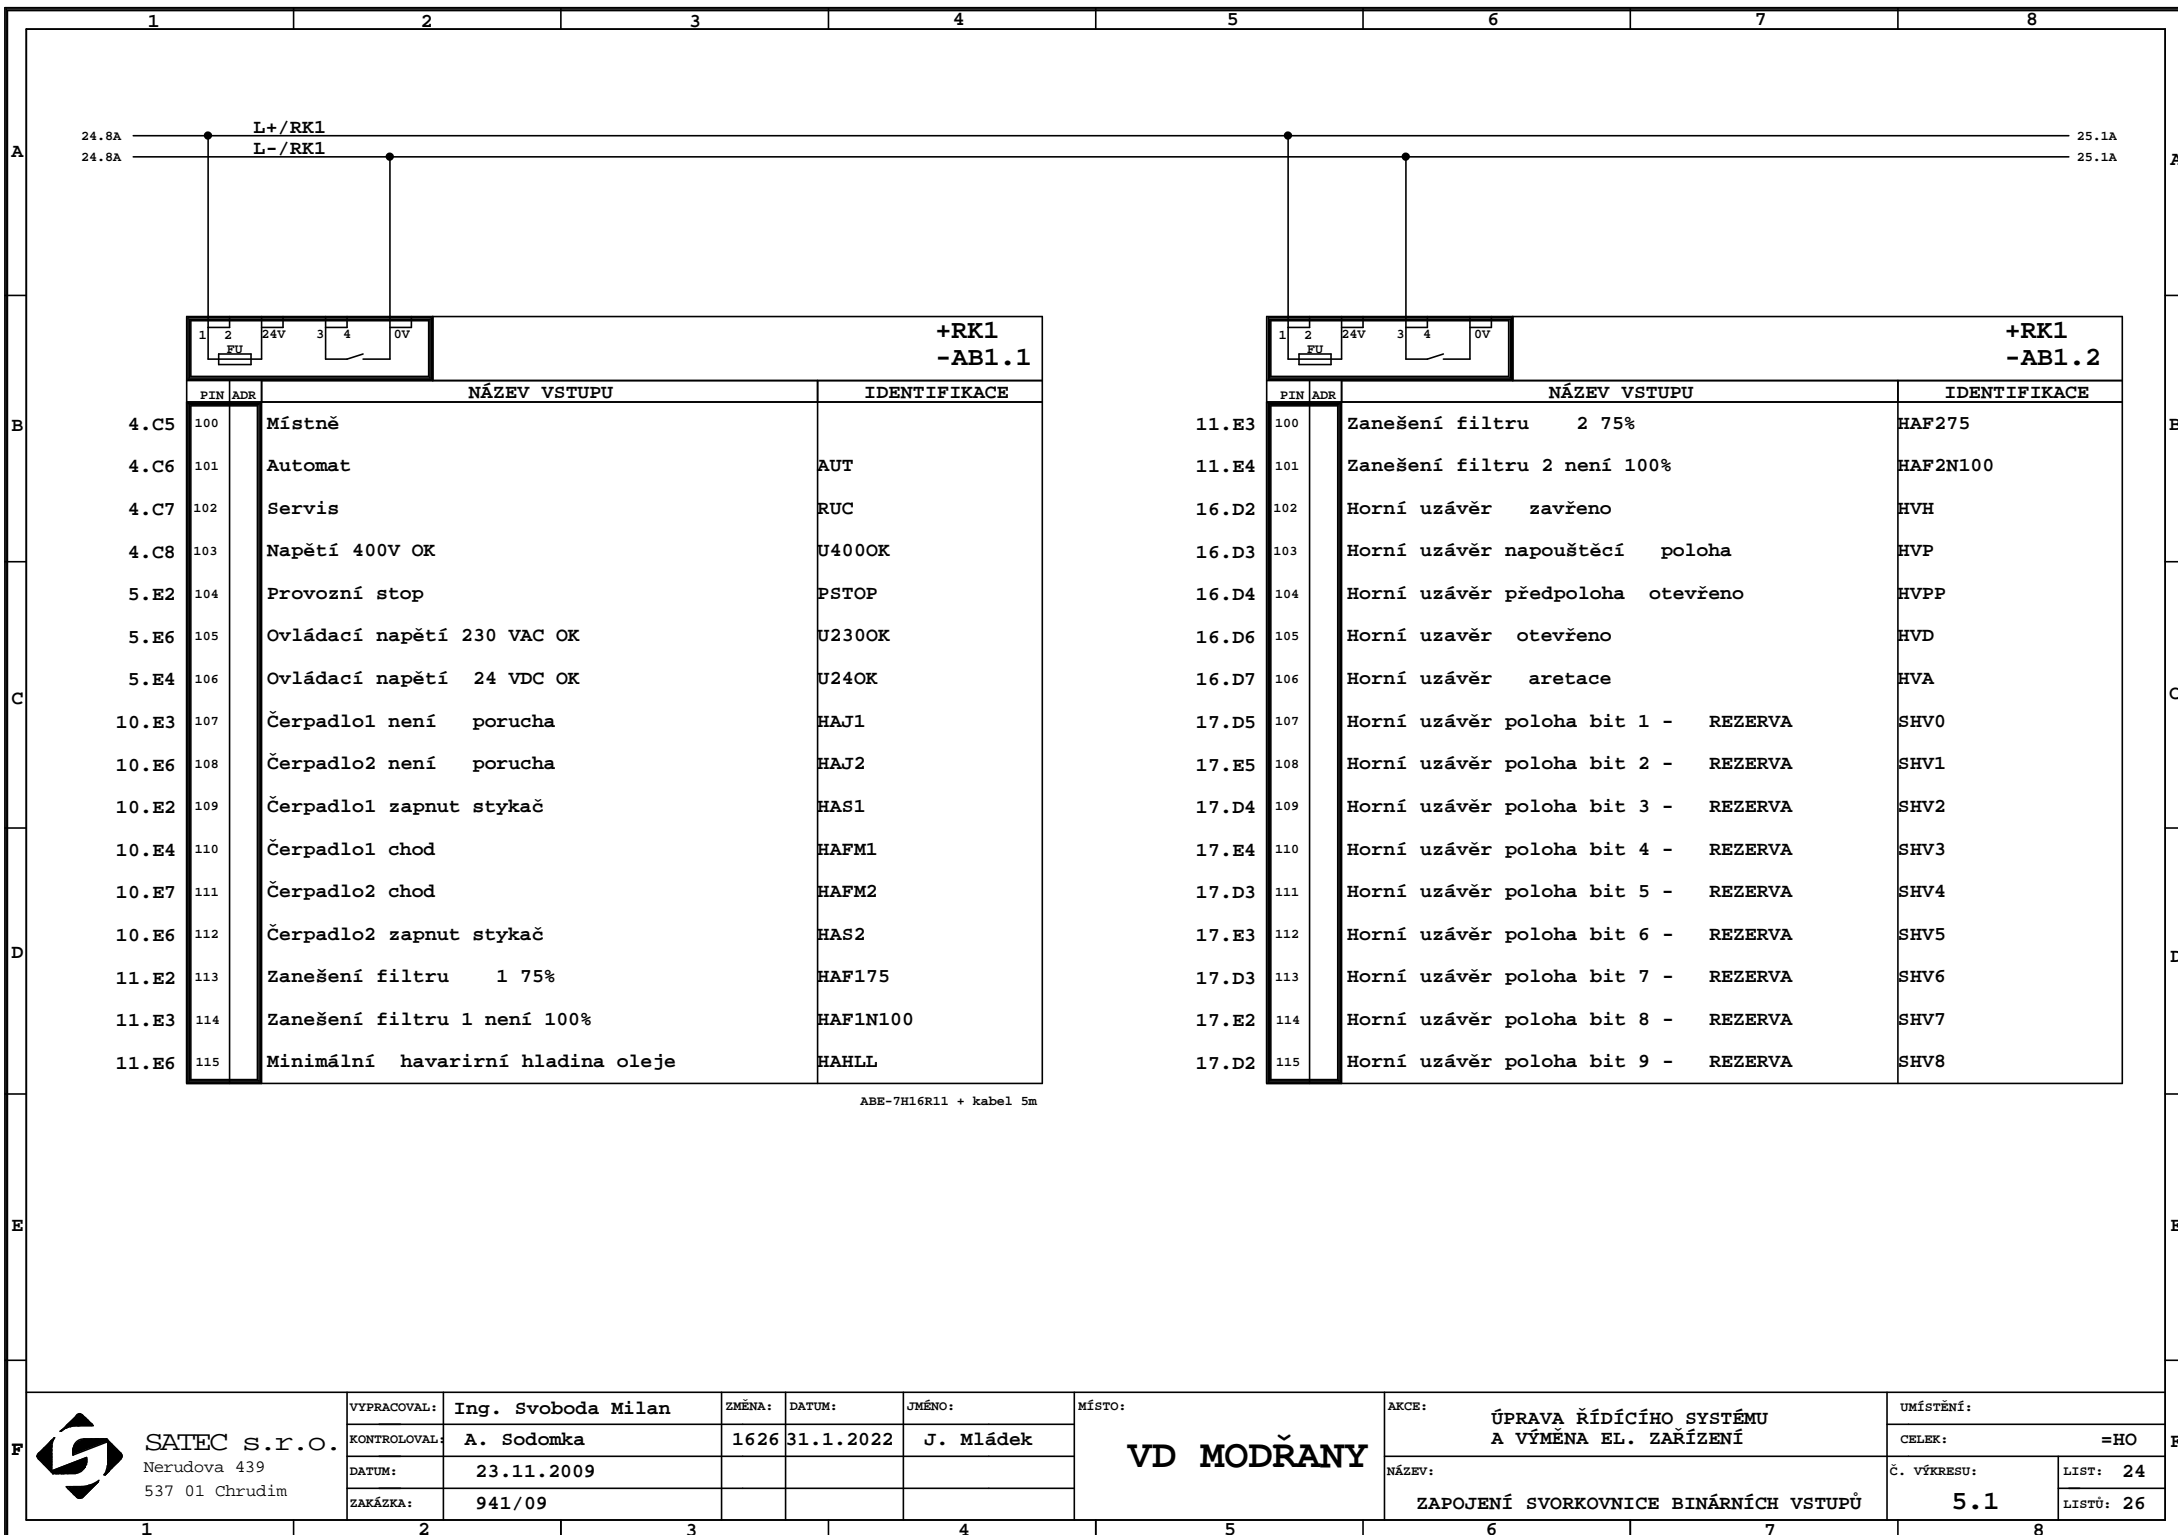 1 2 3 4 5 6 7 8
24.8A L+/RK1 25.1A
24.8A L-/RK1 25.1A
A A
1 2 24V 3 4 0V
FU
+RK1
-AB1.1
PIN ADR NÁZEV VSTUPU IDENTIFIKACE
4.C5 100 Místně
4.C6 101 Automat AUT
4.C7 102 Servis RUC
4.C8 103 Napětí 400V OK U400OK
5.E2 104 Provozní stop PSTOP
5.E6 105 Ovládací napětí 230 VAC OK U230OK
5.E4 106 Ovládací napětí 24 VDC OK U24OK
10.E3 107 Čerpadlo1 není porucha HAJ1
10.E6 108 Čerpadlo2 není porucha HAJ2
10.E2 109 Čerpadlo1 zapnut stykač HAS1
10.E4 110 Čerpadlo1 chod HAFM1
10.E7 111 Čerpadlo2 chod HAFM2
10.E6 112 Čerpadlo2 zapnut stykač HAS2
11.E2 113 Zanešení filtru 1 75% HAF175
11.E3 114 Zanešení filtru 1 není 100% HAF1N100
11.E6 115 Minimální havarirní hladina oleje HAHLL
ABE-7H16R11 + kabel 5m
1 2 24V 3 4 0V
FU
+RK1
-AB1.2
PIN ADR NÁZEV VSTUPU IDENTIFIKACE
11.E3 100 Zanešení filtru 2 75% HAF275
11.E4 101 Zanešení filtru 2 není 100% HAF2N100
16.D2 102 Horní uzávěr zavřeno HVH
16.D3 103 Horní uzávěr napouštěcí poloha HVP
16.D4 104 Horní uzávěr předpoloha otevřeno HVPP
16.D6 105 Horní uzavěr otevřeno HVD
16.D7 106 Horní uzávěr aretace HVA
17.D5 107 Horní uzávěr poloha bit 1 - REZERVA SHV0
17.E5 108 Horní uzávěr poloha bit 2 - REZERVA SHV1
17.D4 109 Horní uzávěr poloha bit 3 - REZERVA SHV2
17.E4 110 Horní uzávěr poloha bit 4 - REZERVA SHV3
17.D3 111 Horní uzávěr poloha bit 5 - REZERVA SHV4
17.E3 112 Horní uzávěr poloha bit 6 - REZERVA SHV5
17.D3 113 Horní uzávěr poloha bit 7 - REZERVA SHV6
17.E2 114 Horní uzávěr poloha bit 8 - REZERVA SHV7
17.D2 115 Horní uzávěr poloha bit 9 - REZERVA SHV8
B B
C C
D D
E E
F F
SATEC s.r.o.
Nerudova 439
537 01 Chrudim
VYPRACOVAL: Ing. Svoboda Milan
KONTROLOVAL: A. Sodomka
DATUM: 23.11.2009
ZAKÁZKA: 941/09
ZMĚNA: DATUM: JMÉNO:
1626 31.1.2022 J. Mládek
MÍSTO:
VD MODŘANY
AKCE:
ÚPRAVA ŘÍDÍCÍHO SYSTÉMU
A VÝMĚNA EL. ZAŘÍZENÍ
NÁZEV:
ZAPOJENÍ SVORKOVNICE BINÁRNÍCH VSTUPŮ
UMÍSTĚNÍ:
CELEK: =HO
Č. VÝKRESU:
5.1
LIST: 24
LISTŮ: 26
1 2 3 4 5 6 7 8